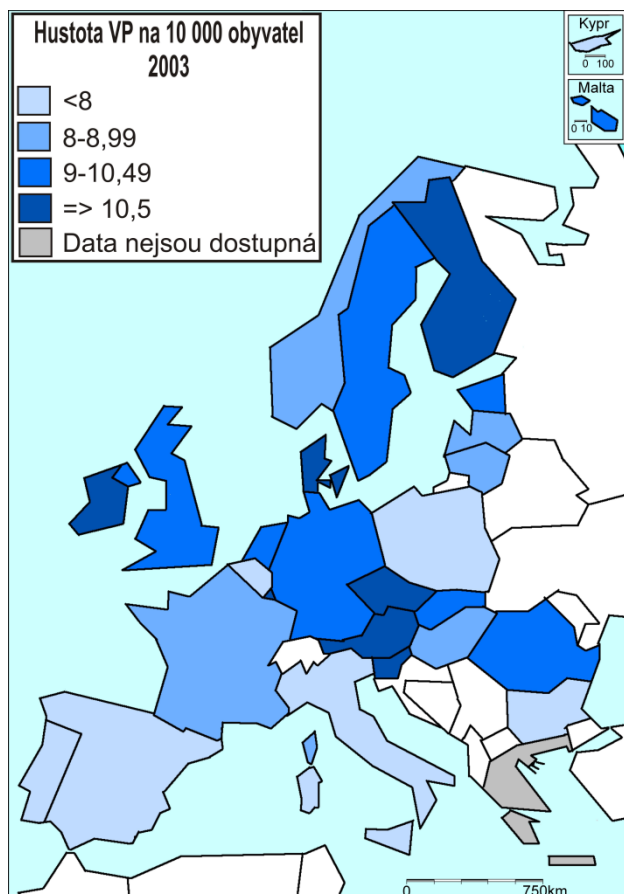 Hustota VP na 10 000 obyvatel
2003
<8
8-8,99
9-10,49
=> 10,5
Data nejsou dostupná
Kypr
0 100
Malta
0 10
0 750km